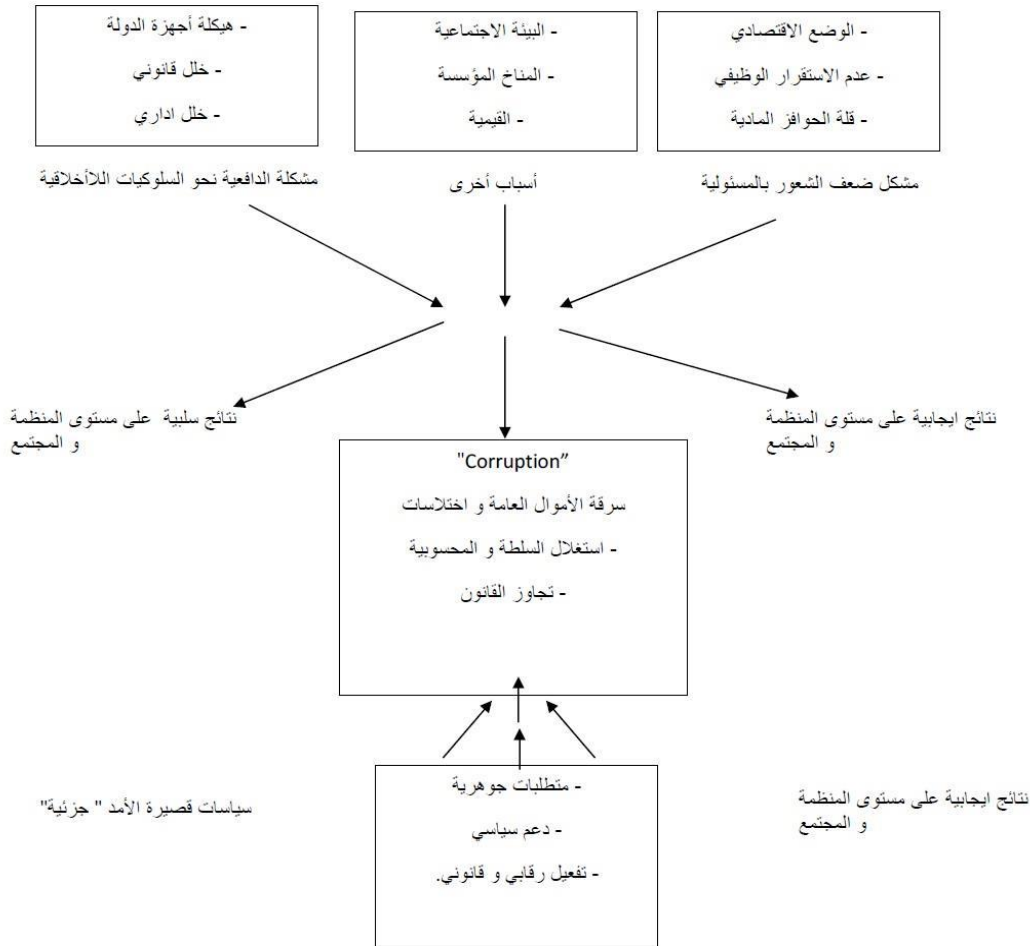 - الوضع الاقتصادي
- عدم الاستقرار الوظيفي
- قلة الحوافز المادية
- البيئة الاجتماعية
- المناخ المؤسسة
- القيمية
- هيكلة أجهزة الدولة
- خلل قانوني
- خلل اداري
مشكل ضعف الشعور بالمسئولية
أسباب أخرى
مشكلة الدافعية نحو السلوكيات اللاأخلاقية
نتائج ايجابية على مستوى المنظمة
و المجتمع
نتائج سلبية على مستوى المنظمة
و المجتمع
"Corruption”
سرقة الأموال العامة و اختلاسات
- استغلال السلطة و المحسوبية
- تجاوز القانون
نتائج ايجابية على مستوى المنظمة
و المجتمع
- متطلبات جوهرية
- دعم سياسي
- تفعيل رقابي و قانوني.
سياسات قصيرة الأمد " جزئية"